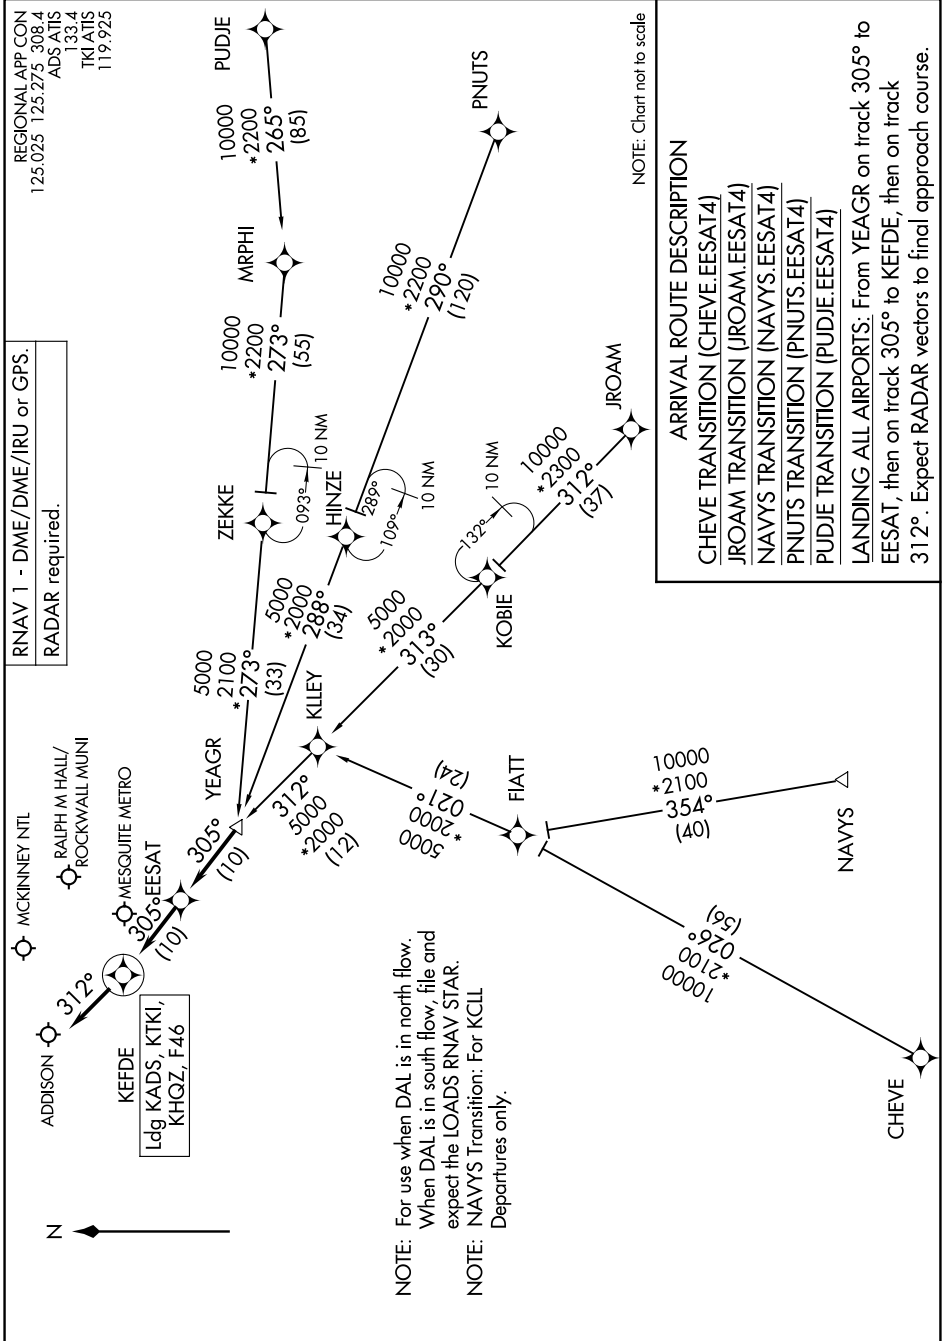 REGIONAL APP CON
125.025 125.275 308.4
ADS ATIS
133.4
TKI ATIS
119.925
RNAV 1 - DME/DME/IRU or GPS.
RADAR required.
MCKINNEY NTL
RALPH M HALL/
ROCKWALL MUNI
MESQUITE METRO
ADDISON
312°
KEFDE
Ldg KADS, KTKI,
KHQZ, F46
305°
(10)
EESAT
305°
(10)
YEAGR
5000
2100
*273°
(33)
ZEKKE
093°
10 NM
10000
*2200
273°
(55)
MRPHI
10000
*2200
265°
(85)
PUDJE
5000
*2000
288°
(34)
HINZE
289°
109°
10 NM
10000
*2200
290°
(120)
PNUTS
312°
5000
*2000
(12)
KLLEY
5000
*2000
313°
(30)
KOBIE
132°
10 NM
10000
*2300
312°
(37)
JROAM
(24)
021°
*2000
5000
FIATT
10000
*2100
354°
(40)
NAVYS
(56)
026°
*2100
10000
CHEVE
N
NOTE: For use when DAL is in north flow.
When DAL is in south flow, file and
expect the LOADS RNAV STAR.
NOTE: NAVYS Transition: For KCLL
Departures only.
NOTE: Chart not to scale
ARRIVAL ROUTE DESCRIPTION
CHEVE TRANSITION (CHEVE.EESAT4)
JROAM TRANSITION (JROAM.EESAT4)
NAVYS TRANSITION (NAVYS.EESAT4)
PNUTS TRANSITION (PNUTS.EESAT4)
PUDJE TRANSITION (PUDJE.EESAT4)
LANDING ALL AIRPORTS: From YEAGR on track 305° to
EESAT, then on track 305° to KEFDE, then on track
312°. Expect RADAR vectors to final approach course.